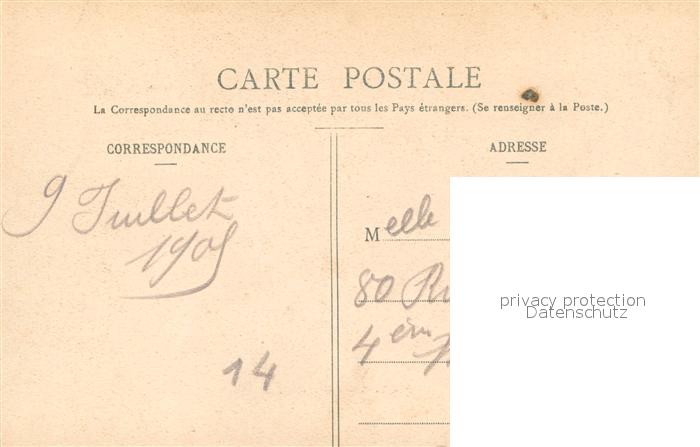 CARTE POSTALE
La Correspondance au recto n'est pas acceptée par tous les Pays étrangers. (Se renseigner à la Poste.)
CORRESPONDANCE
9 Juillet
1905
14
ADRESSE
Melle
80
4ème
privacy protection
Datenschutz